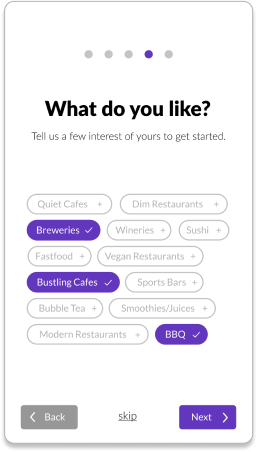 What do you like?
Tell us a few interest of yours to get started.
Quiet Cafes + Dim Restaurants +
Breweries ✓ Wineries + Sushi +
Fastfood + Vegan Restaurants +
Bustling Cafes ✓ Sports Bars +
Bubble Tea + Smoothies/Juices +
Modern Restaurants + BBQ ✓
< Back skip Next >